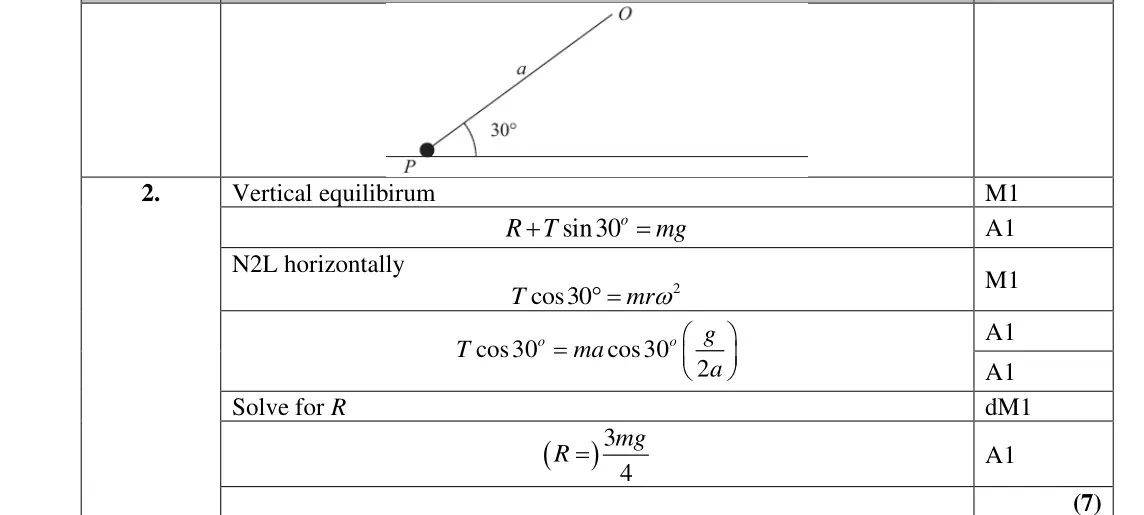 O
a
30°
P
2. Vertical equilibirum M1
R + T sin 30° = mg A1
N2L horizontally
T cos 30° = mrω² M1
T cos 30° = ma cos 30° (g/2a) A1
A1
Solve for R dM1
(R =) 3mg/4 A1
(7)